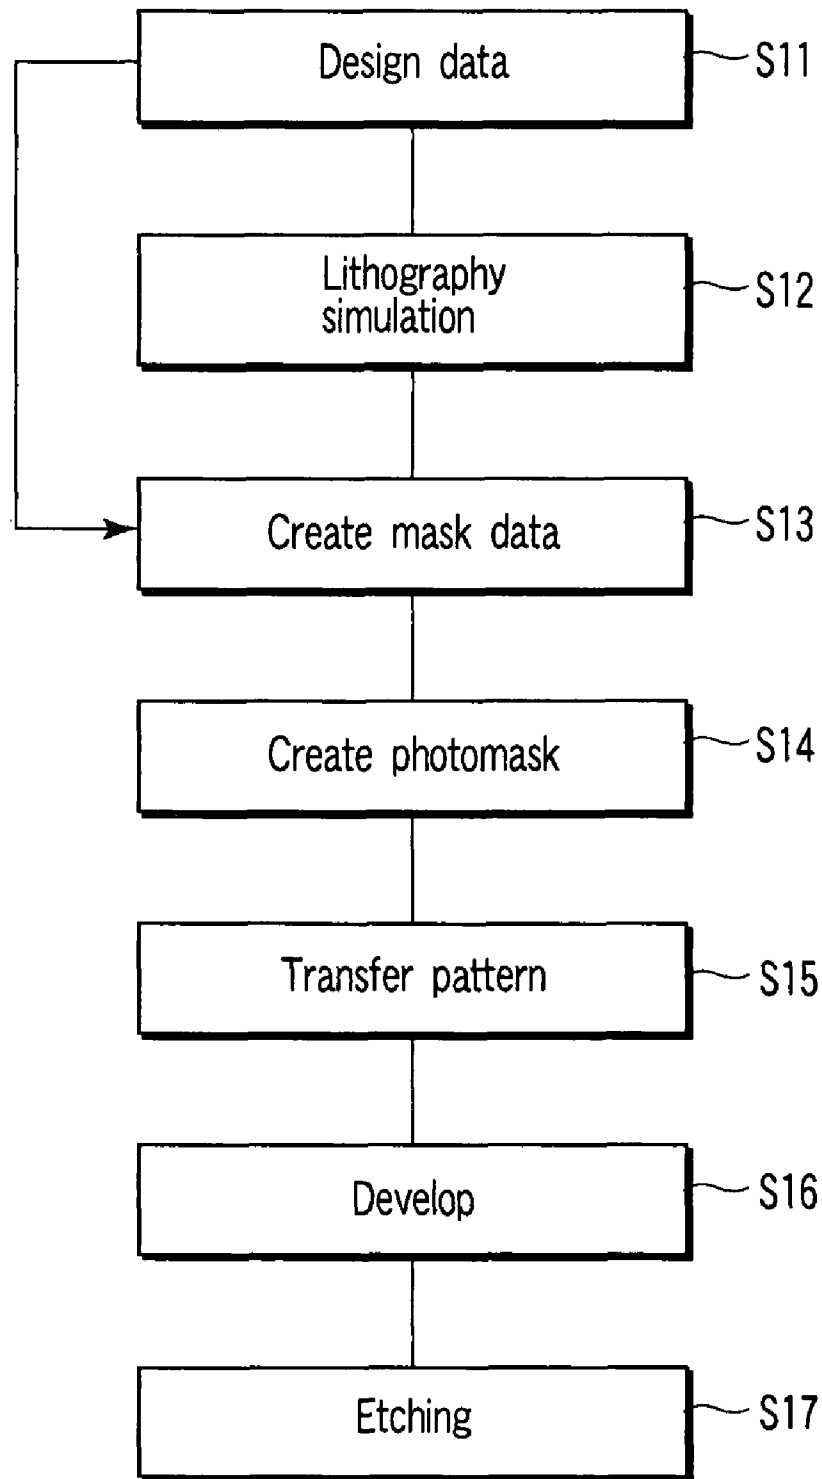 Design data
S11
Lithography
simulation
S12
Create mask data
S13
Create photomask
S14
Transfer pattern
S15
Develop
S16
Etching
S17